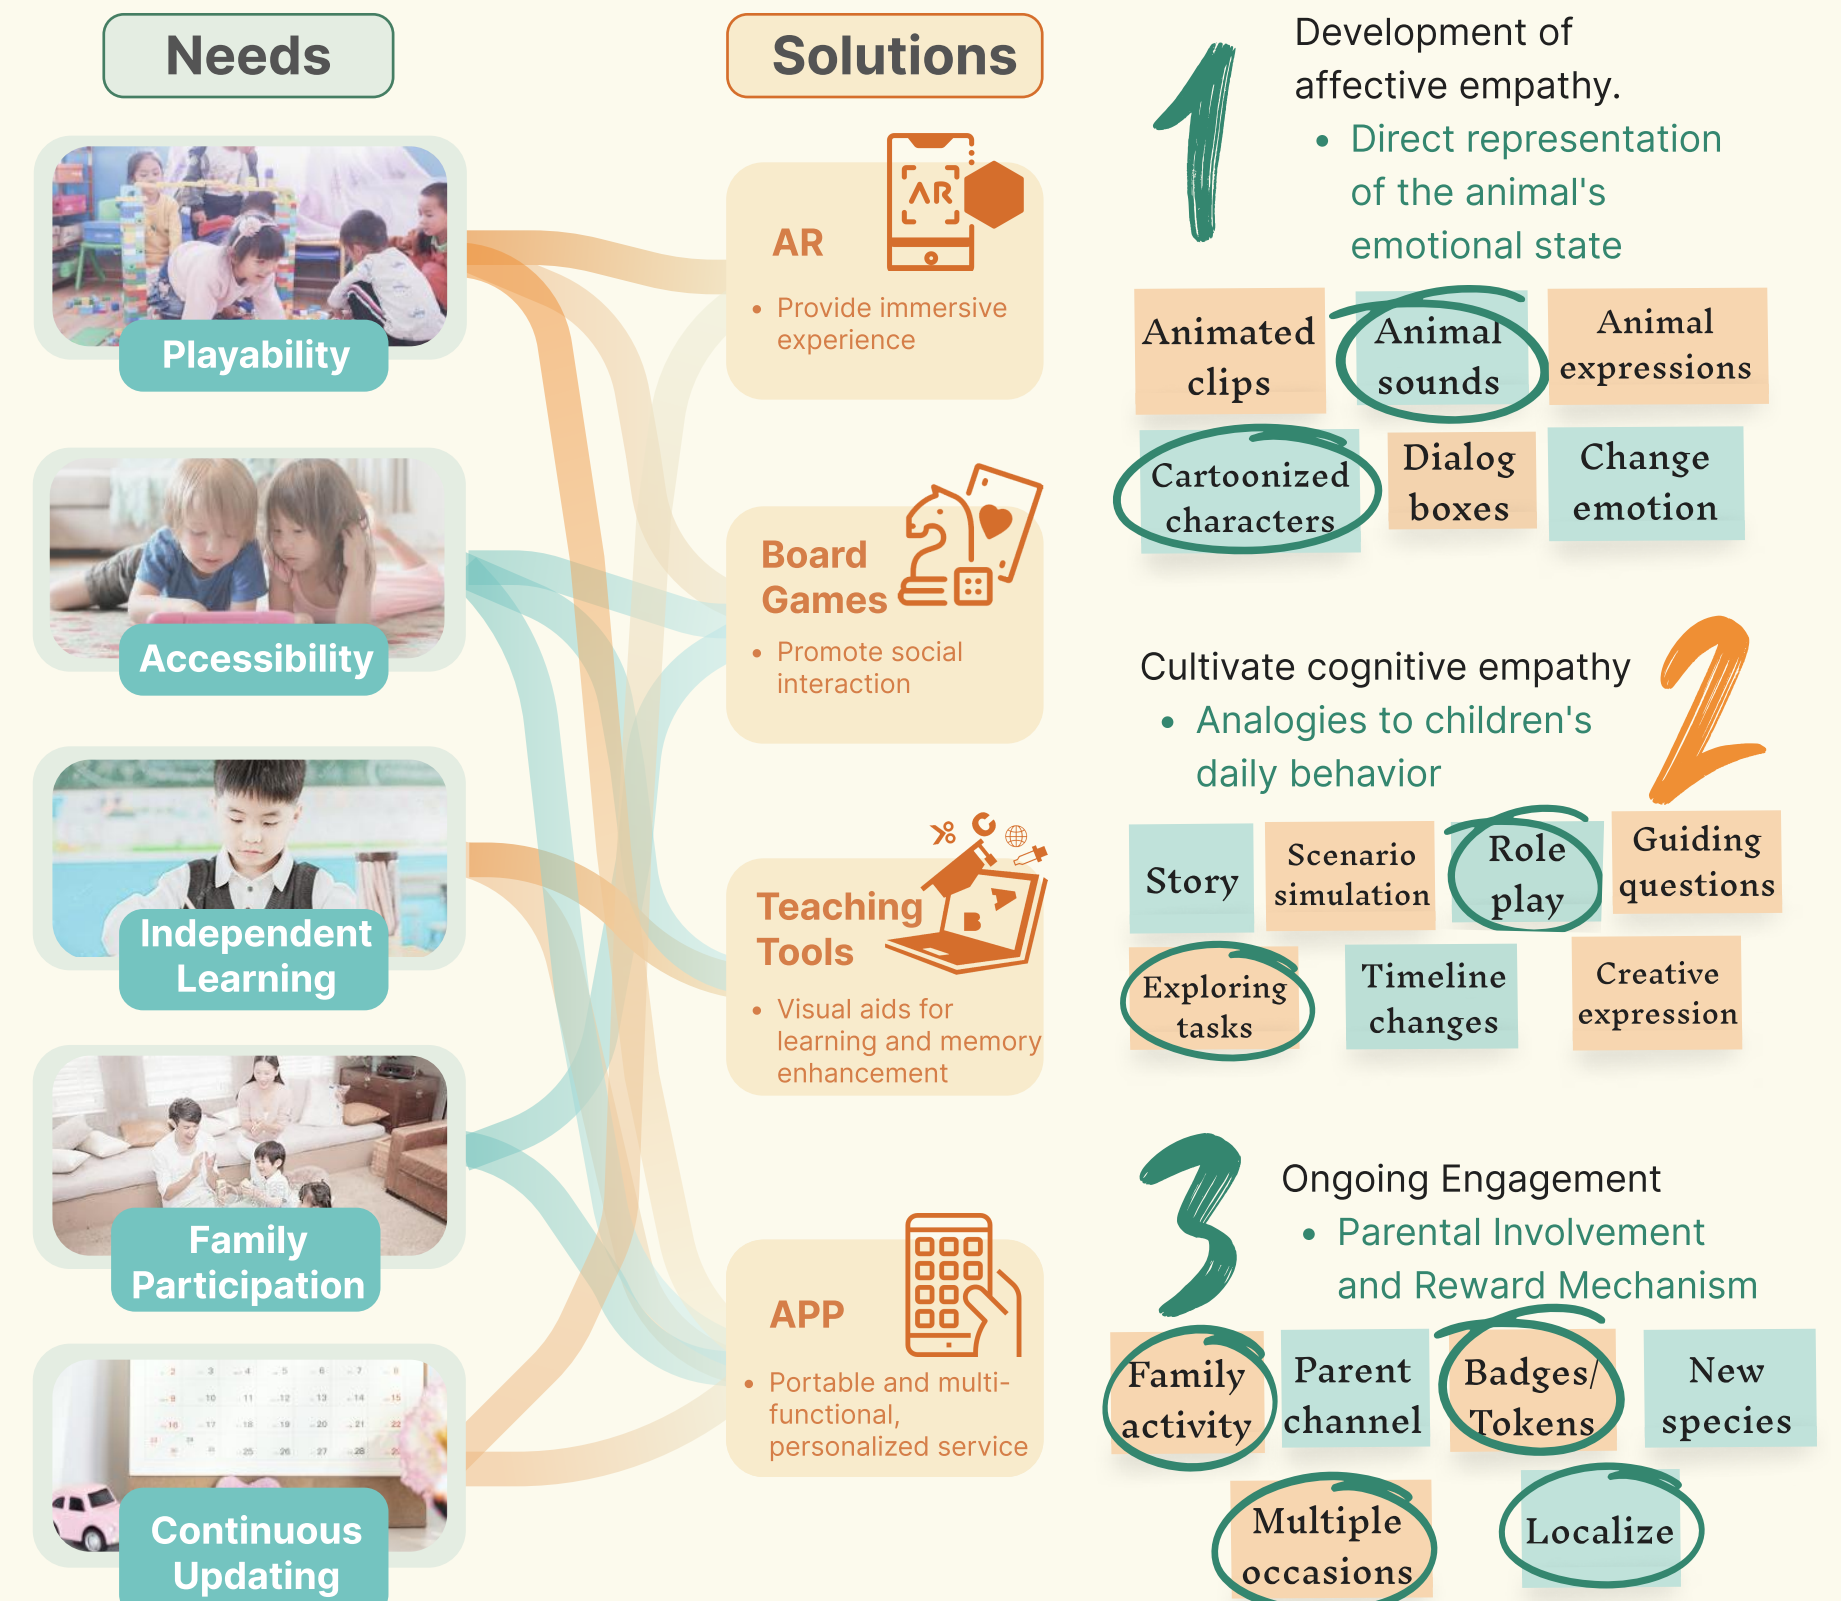 Needs
Playability
Accessibility
Independent
Learning
Family
Participation
Continuous
Updating
Solutions
AR
AR
• Provide immersive
experience
Board
Games
• Promote social
interaction
Teaching
Tools
B
A
• Visual aids for
learning and memory
enhancement
APP
• Portable and multi-
functional,
personalized service
1
Development of
affective empathy.
• Direct representation
of the animal's
emotional state
Animated
clips
Animal
sounds
Animal
expressions
Cartoonized
characters
Dialog
boxes
Change
emotion
2
Cultivate cognitive empathy
• Analogies to children's
daily behavior
Story
Scenario
simulation
Role
play
Guiding
questions
Exploring
tasks
Timeline
changes
Creative
expression
3
Ongoing Engagement
• Parental Involvement
and Reward Mechanism
Family
activity
Parent
channel
Badges/
Tokens
New
species
Multiple
occasions
Localize